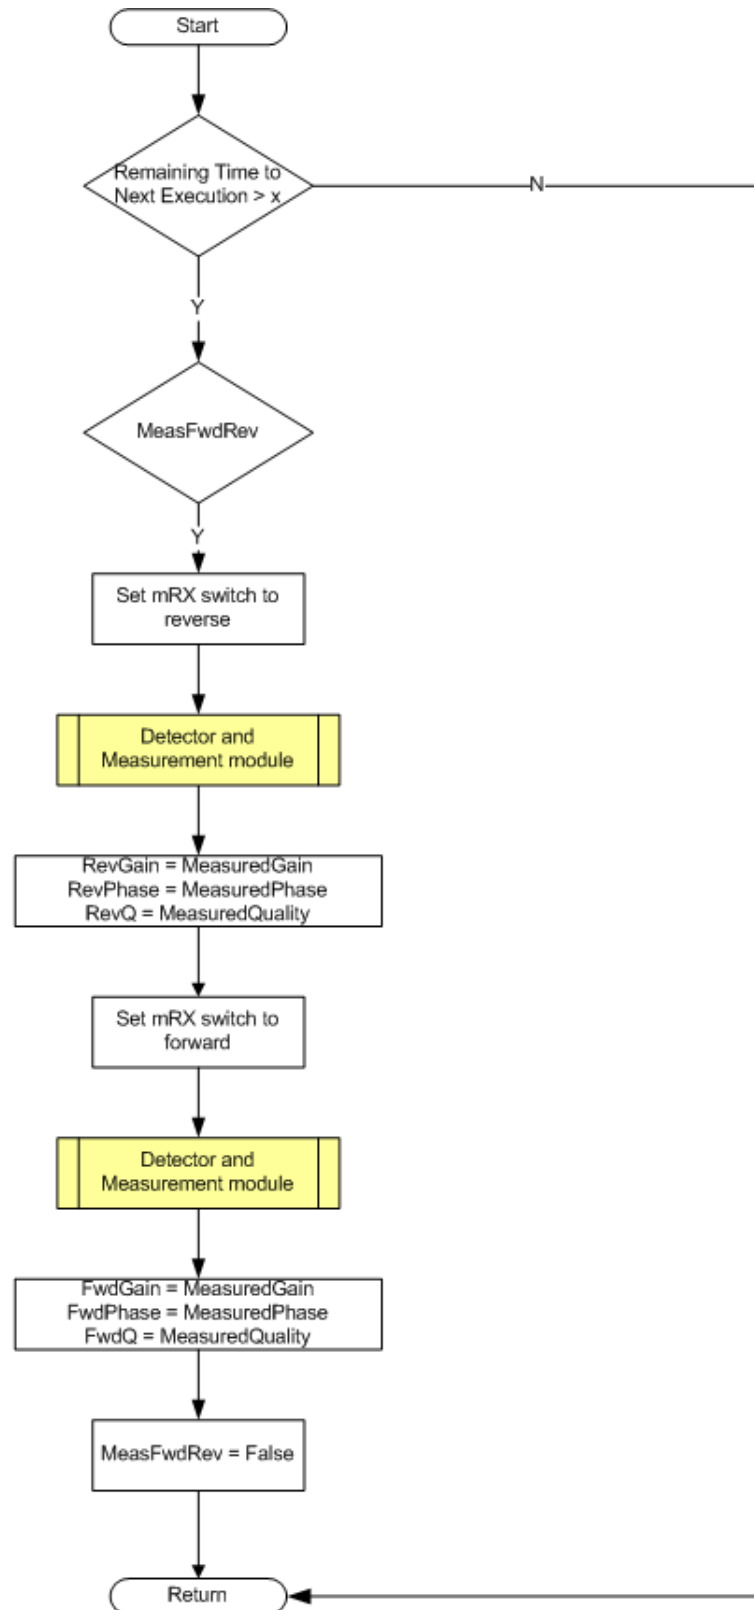 Start
Remaining Time to
Next Execution > x
N
Y
MeasFwdRev
Y
Set mRX switch to
reverse
Detector and
Measurement module
RevGain = MeasuredGain
RevPhase = MeasuredPhase
RevQ = MeasuredQuality
Set mRX switch to
forward
Detector and
Measurement module
FwdGain = MeasuredGain
FwdPhase = MeasuredPhase
FwdQ = MeasuredQuality
MeasFwdRev = False
Return